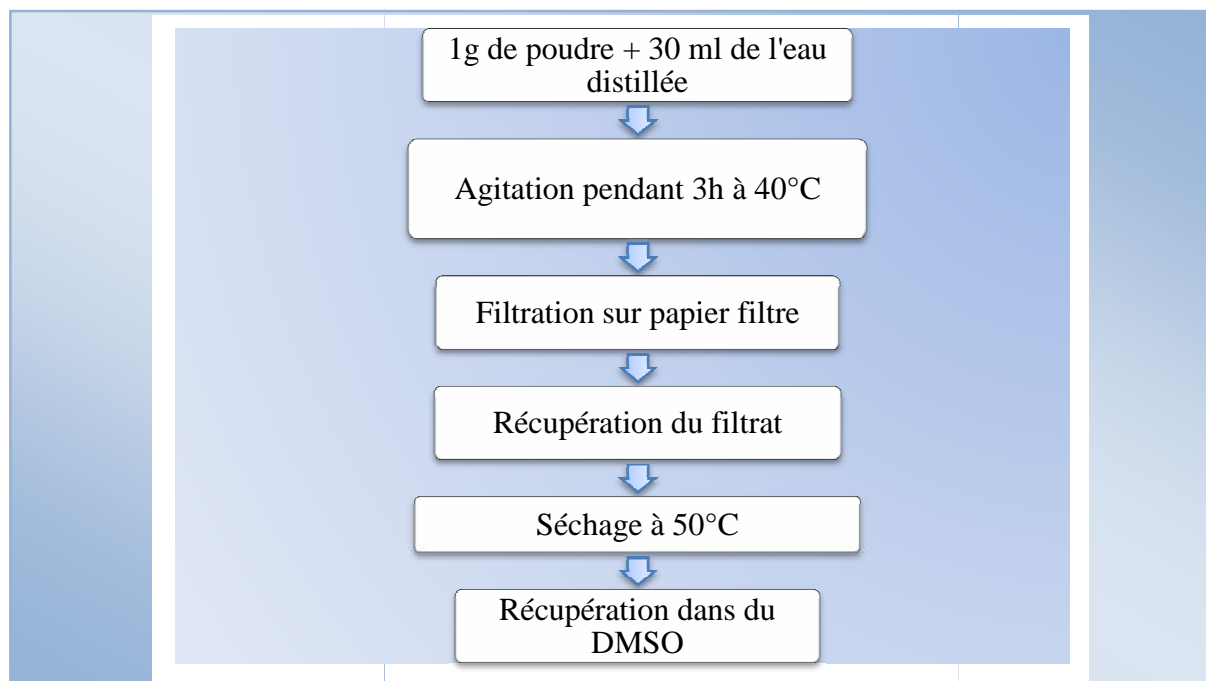 1g de poudre + 30 ml de l'eau
distillée
Agitation pendant 3h à 40°C
Filtration sur papier filtre
Récupération du filtrat
Séchage à 50°C
Récupération dans du
DMSO